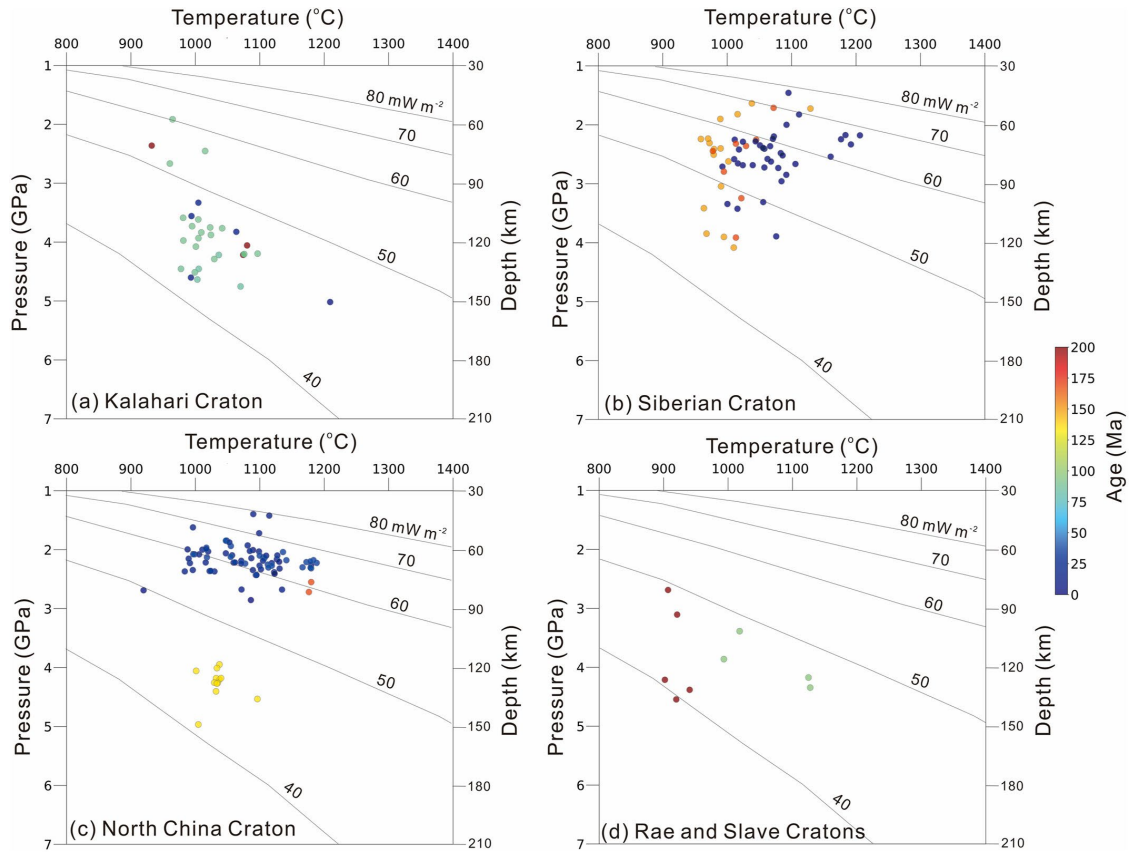 Temperature (°C)
800 900 1000 1100 1200 1300 1400
1 2 3 4 5 6 7
Pressure (GPa)
30 60 90 120 150 180 210
Depth (km)
80 mW m⁻²
70
60
50
40
(a) Kalahari Craton
Temperature (°C)
800 900 1000 1100 1200 1300 1400
1 2 3 4 5 6 7
Pressure (GPa)
30 60 90 120 150 180 210
Depth (km)
80 mW m⁻²
70
60
50
40
(b) Siberian Craton
200
175
150
125
100
75
50
25
0
Age (Ma)
Temperature (°C)
800 900 1000 1100 1200 1300 1400
1 2 3 4 5 6 7
Pressure (GPa)
30 60 90 120 150 180 210
Depth (km)
80 mW m⁻²
70
60
50
40
(c) North China Craton
Temperature (°C)
800 900 1000 1100 1200 1300 1400
1 2 3 4 5 6 7
Pressure (GPa)
30 60 90 120 150 180 210
Depth (km)
80 mW m⁻²
70
60
50
40
(d) Rae and Slave Cratons